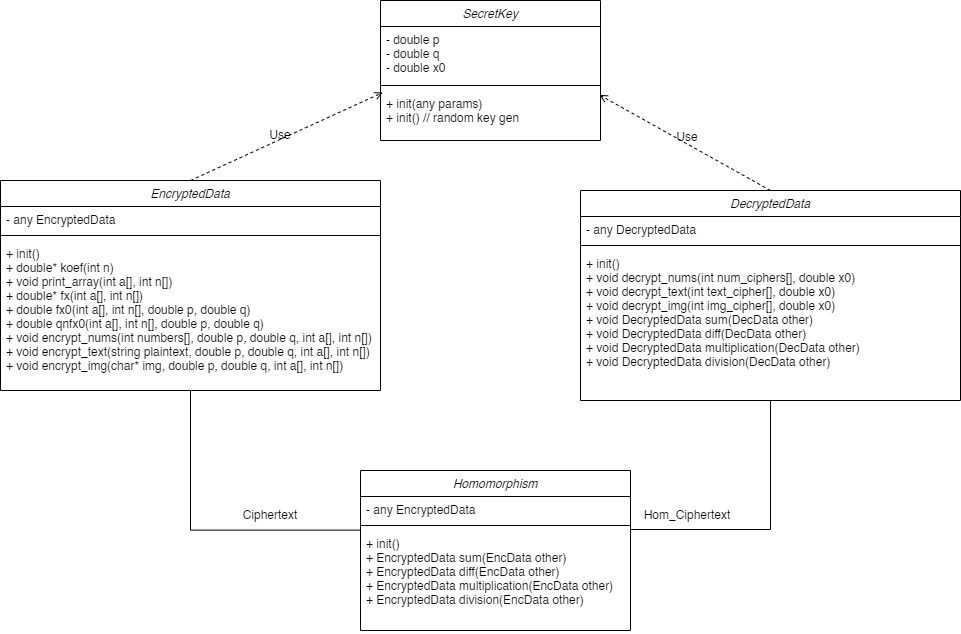 SecretKey
- double p
- double q
- double x0
+ init(any params)
+ init() // random key gen
Use
Use
EncryptedData
- any EncryptedData
+ init()
+ double* koef(int n)
+ void print_array(int a[], int n[])
+ double* fx(int a[], int n[])
+ double fx0(int a[], int n[], double p, double q)
+ double qnfx0(int a[], int n[], double p, double q)
+ void encrypt_nums(int numbers[], double p, double q, int a[], int n[])
+ void encrypt_text(string plaintext, double p, double q, int a[], int n[])
+ void encrypt_img(char* img, double p, double q, int a[], int n[])
DecryptedData
- any DecryptedData
+ init()
+ void decrypt_nums(int num_ciphers[], double x0)
+ void decrypt_text(int text_cipher[], double x0)
+ void decrypt_img(int img_cipher[], double x0)
+ void DecryptedData sum(DecData other)
+ void DecryptedData diff(DecData other)
+ void DecryptedData multiplication(DecData other)
+ void DecryptedData division(DecData other)
Ciphertext
Hom_Ciphertext
Homomorphism
- any EncryptedData
+ init()
+ EncryptedData sum(EncData other)
+ EncryptedData diff(EncData other)
+ EncryptedData multiplication(EncData other)
+ EncryptedData division(EncData other)